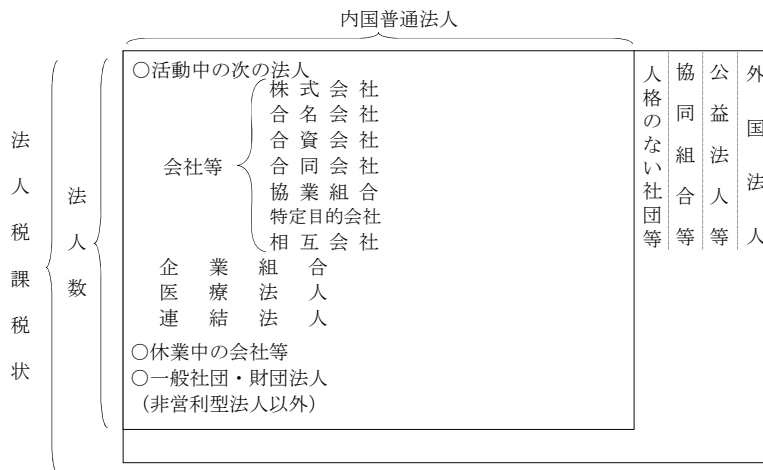 内国普通法人
○活動中の次の法人
株式会社
合名会社
合資会社
会社等
合同会社
協業組合
特定目的会社
相互会社
企業組合
医療法人
連結法人
○休業中の会社等
○一般社団・財団法人
（非営利型法人以外）
人格のない社団等
協同組合等
公益法人等
外国法人
法人数
法人税課税状